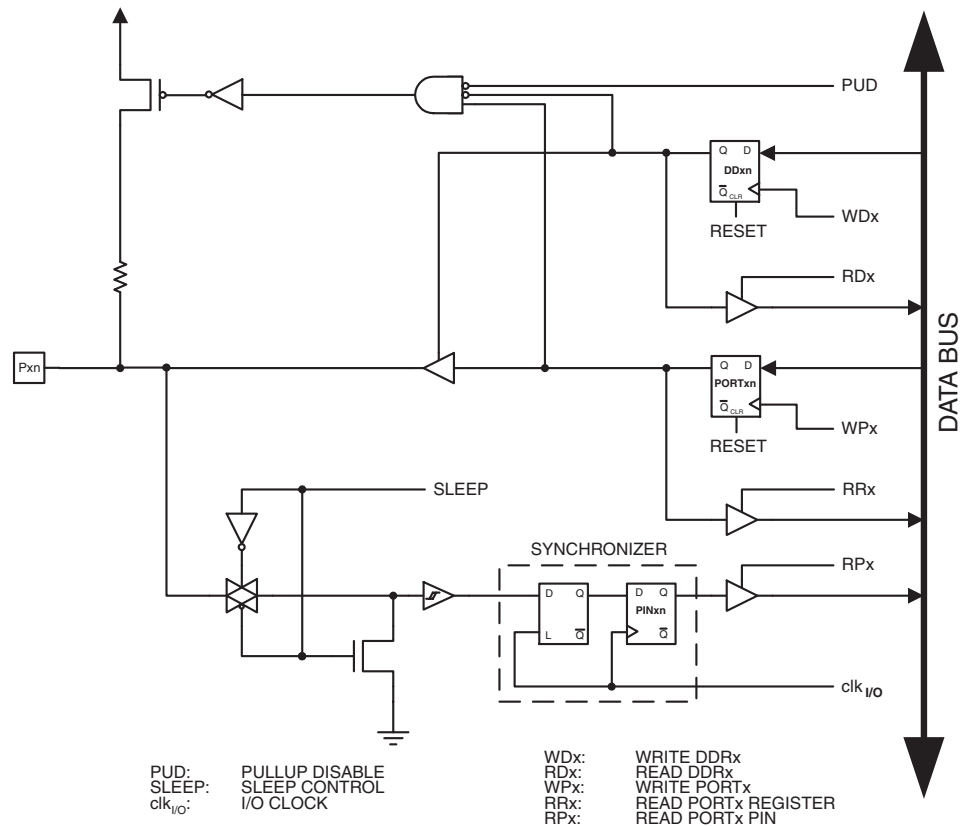 PUD
Q D
DDxn
Q CLR
WDx
RESET
RDx
Pxn
Q D
PORTxn
Q CLR
WPx
RESET
DATA BUS
SLEEP
RRx
SYNCHRONIZER
RPx
D Q
L Q
D Q
PINxn
Q
clk I/O
PUD: PULLUP DISABLE
SLEEP: SLEEP CONTROL
clkI/O: I/O CLOCK
WDx: WRITE DDRx
RDx: READ DDRx
WPx: WRITE PORTx
RRx: READ PORTx REGISTER
RPx: READ PORTx PIN